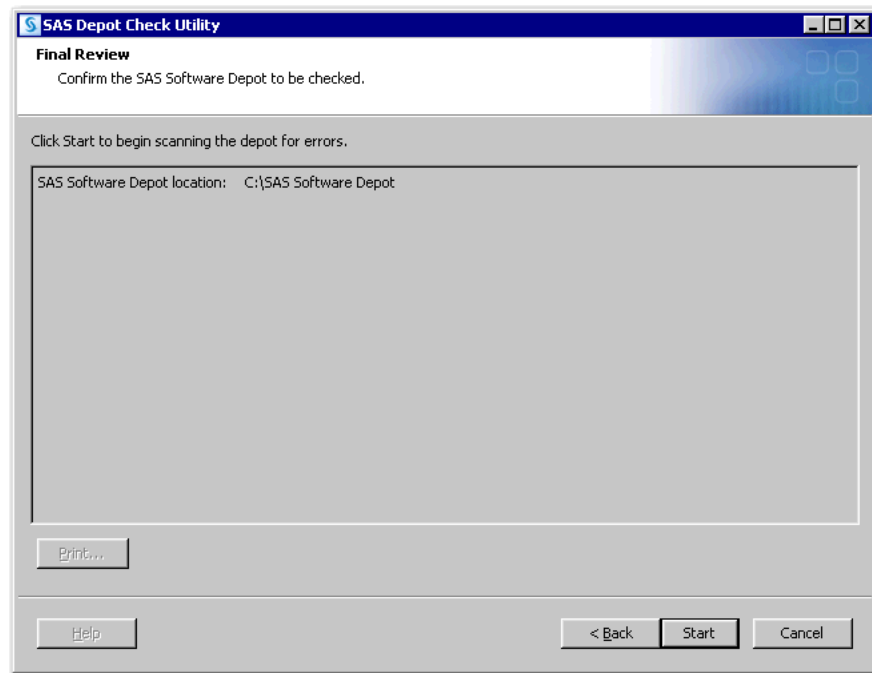 SAS Depot Check Utility
Final Review
Confirm the SAS Software Depot to be checked.
Click Start to begin scanning the depot for errors.
SAS Software Depot location: C:\SAS Software Depot
Print...
Help
< Back Start Cancel